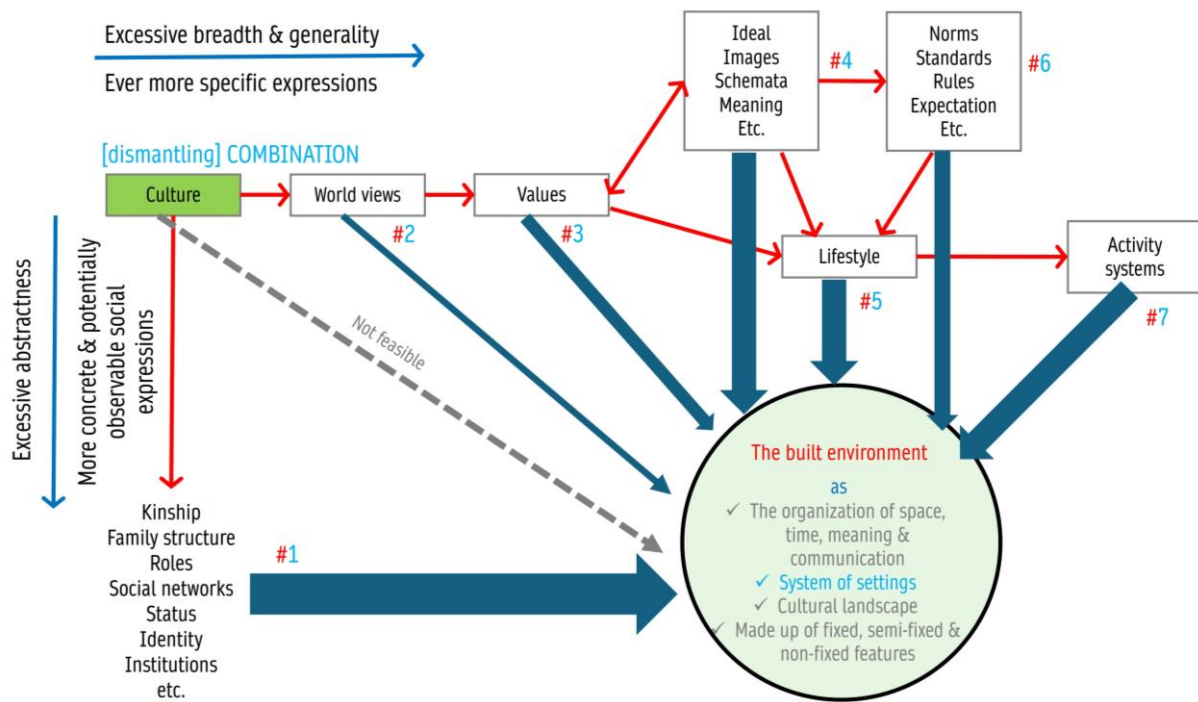 Excessive breadth & generality
Ever more specific expressions
[dismantling] COMBINATION
Culture
World views
#2
Values
#3
Ideal
Images
Schemata
Meaning
Etc.
#4
Norms
Standards
Rules
Expectation
Etc.
#6
Lifestyle
#5
Activity
systems
#7
Excessive abstractness
More concrete & potentially
observable social
expressions
Not feasible
Kinship
Family structure
Roles
Social networks
Status
Identity
Institutions
etc.
#1
The built environment
as
✓ The organization of space,
time, meaning &
communication
✓ System of settings
✓ Cultural landscape
✓ Made up of fixed, semi-fixed &
non-fixed features